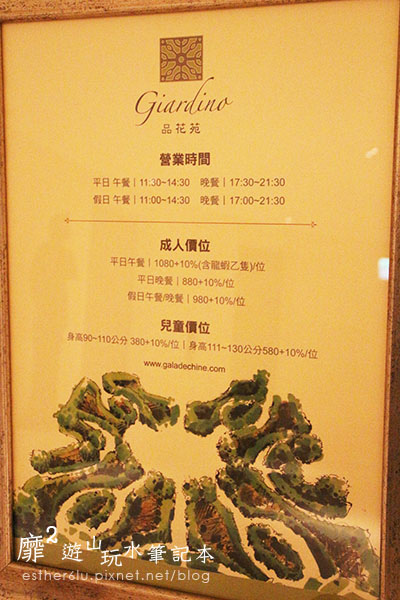 Giardino
品花苑
營業時間
平日 午餐｜11:30~14:30 晚餐｜17:30~21:30
假日 午餐｜11:00~14:30 晚餐｜17:00~21:30
成人價位
平日午餐｜1080+10%(含龍蝦乙隻)/位
平日晚餐｜880+10%/位
假日午餐/晚餐｜980+10%/位
兒童價位
身高90~110公分 380+10%/位｜身高111~130公分580+10%/位
www.galadechine.com
靡2遊山玩水筆記本
esther6lu.pixnet.net/blog